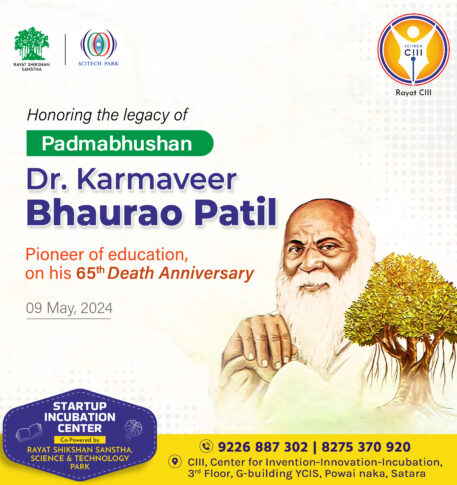 RAYAT SHIKSHAN
SANSTHA
SCITECH PARK
SCITECH
CIII
Rayat CIII
Honoring the legacy of
Padmabhushan
Dr. Karmaveer
Bhaurao Patil
Pioneer of education,
on his 65th Death Anniversary
09 May, 2024
STARTUP
INCUBATION
CENTER
Co-Powered by
RAYAT SHIKSHAN SANSTHA,
SCIENCE & TECHNOLOGY
PARK
9226 887 302 | 8275 370 920
CIII, Center for Invention-Innovation-Incubation,
3rd Floor, G-building YCIS, Powai naka, Satara